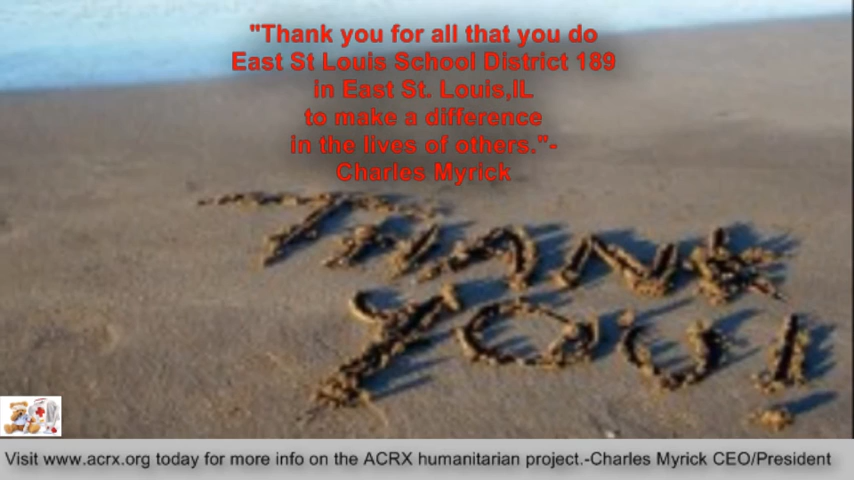 "Thank you for all that you do
East St Louis School District 189
in East St. Louis,IL
to make a difference
in the lives of others."-
Charles Myrick
THANK
YOU!
Visit www.acrx.org today for more info on the ACRX humanitarian project.-Charles Myrick CEO/President